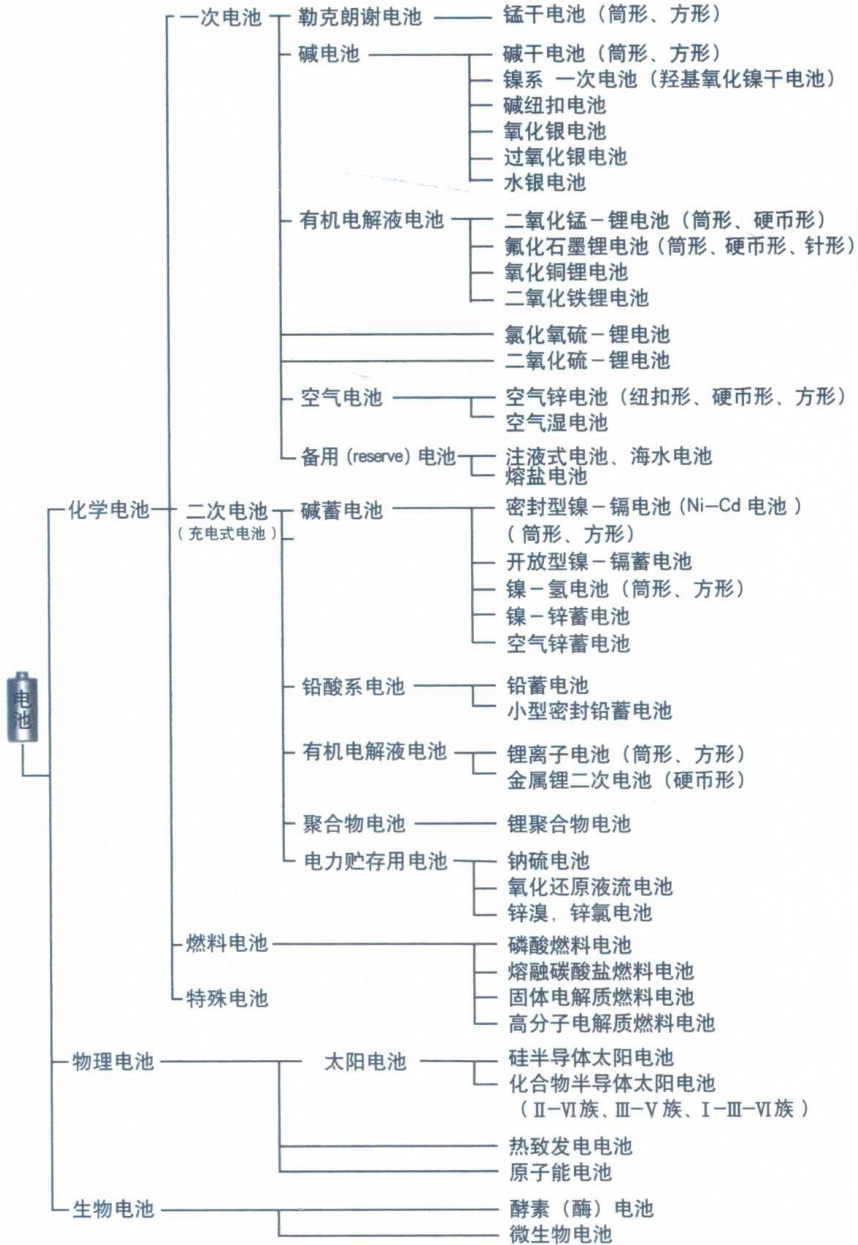 一次电池 勒克朗谢电池 锰干电池（筒形、方形）
碱电池 碱干电池（筒形、方形）
镍系 一次电池（羟基氧化镍干电池）
碱纽扣电池
氧化银电池
过氧化银电池
水银电池
有机电解液电池 二氧化锰－锂电池（筒形、硬币形）
氟化石墨锂电池（筒形、硬币形、针形）
氧化铜锂电池
二氧化铁锂电池
氯化氧硫－锂电池
二氧化硫－锂电池
空气电池 空气锌电池（纽扣形、硬币形、方形）
空气湿电池
备用（reserve）电池 注液式电池、海水电池
熔盐电池
化学电池 二次电池 碱蓄电池 密封型镍－镉电池（Ni－Cd 电池）
（充电式电池） （筒形、方形）
开放型镍－镉蓄电池
镍－氢电池（筒形、方形）
镍－锌蓄电池
空气锌蓄电池
电池
铅酸系电池 铅蓄电池
小型密封铅蓄电池
有机电解液电池 锂离子电池（筒形、方形）
金属锂二次电池（硬币形）
聚合物电池 锂聚合物电池
电力贮存用电池 钠硫电池
氧化还原液流电池
锌溴，锌氯电池
燃料电池 磷酸燃料电池
熔融碳酸盐燃料电池
特殊电池 固体电解质燃料电池
高分子电解质燃料电池
物理电池 太阳电池 硅半导体太阳电池
化合物半导体太阳电池
（Ⅱ－Ⅵ族、Ⅲ－Ⅴ族、Ⅰ－Ⅲ－Ⅵ族）
热致发电电池
原子能电池
生物电池 酵素（酶）电池
微生物电池